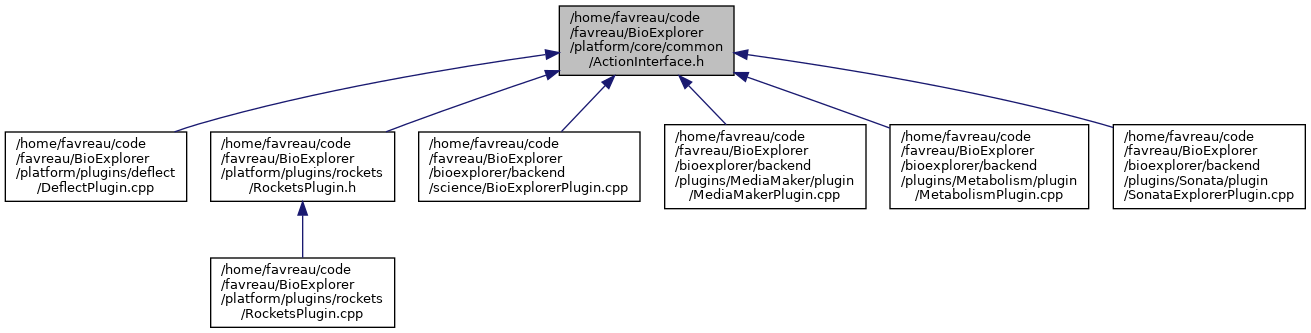 /home/favreau/code
/favreau/BioExplorer
/platform/core/common
/ActionInterface.h
/home/favreau/code
/favreau/BioExplorer
/platform/plugins/deflect
/DeflectPlugin.cpp
/home/favreau/code
/favreau/BioExplorer
/platform/plugins/rockets
/RocketsPlugin.h
/home/favreau/code
/favreau/BioExplorer
/bioexplorer/backend
/science/BioExplorerPlugin.cpp
/home/favreau/code
/favreau/BioExplorer
/bioexplorer/backend
/plugins/MediaMaker/plugin
/MediaMakerPlugin.cpp
/home/favreau/code
/favreau/BioExplorer
/bioexplorer/backend
/plugins/Metabolism/plugin
/MetabolismPlugin.cpp
/home/favreau/code
/favreau/BioExplorer
/bioexplorer/backend
/plugins/Sonata/plugin
/SonataExplorerPlugin.cpp
/home/favreau/code
/favreau/BioExplorer
/platform/plugins/rockets
/RocketsPlugin.cpp